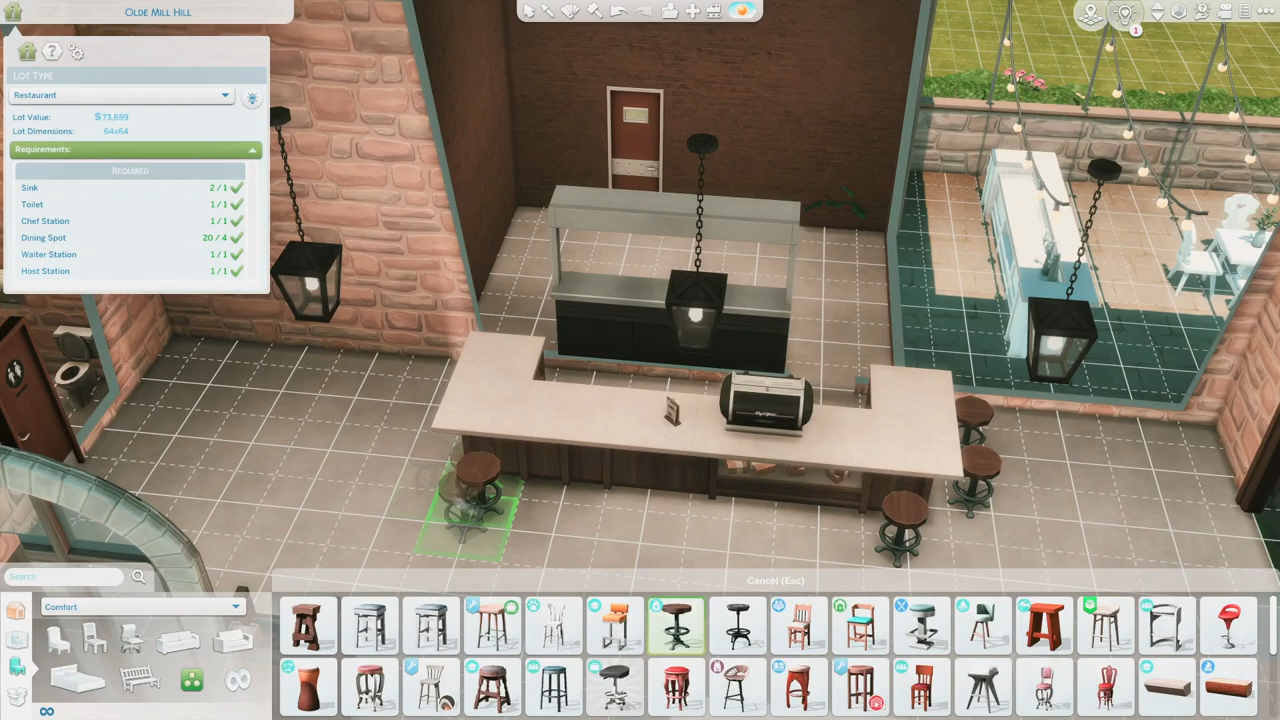 OLDE MILL HILL
1
LOT TYPE
Restaurant
Lot Value: $73,659
Lot Dimensions: 64x64
Requirements:
REQUIRED
Sink 2/1
Toilet 1/1
Chef Station 1/1
Dining Spot 20/4
Waiter Station 1/1
Host Station 1/1
Cancel (Esc)
Search
Comfort